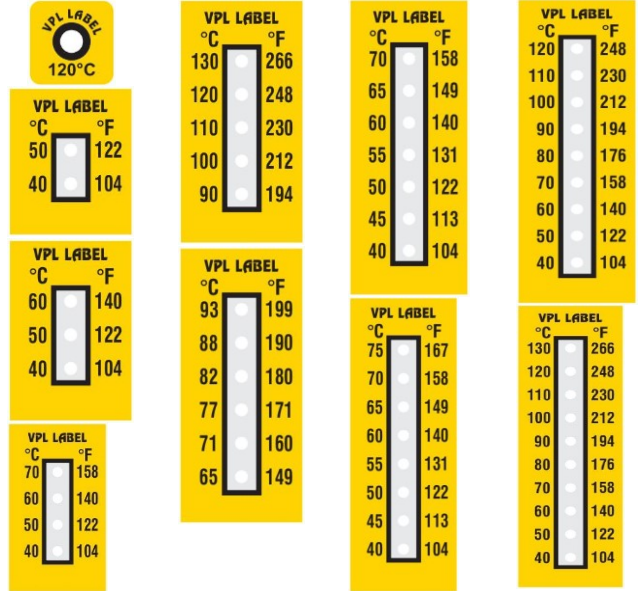 VPL LABEL
120°C
VPL LABEL
°C °F
50 122
40 104
VPL LABEL
°C °F
60 140
50 122
40 104
VPL LABEL
°C °F
70 158
60 140
50 122
40 104
VPL LABEL
°C °F
130 266
120 248
110 230
100 212
90 194
VPL LABEL
°C °F
93 199
88 190
82 180
77 171
71 160
65 149
VPL LABEL
°C °F
70 158
65 149
60 140
55 131
50 122
45 113
40 104
VPL LABEL
°C °F
75 167
70 158
65 149
60 140
55 131
50 122
45 113
40 104
VPL LABEL
°C °F
120 248
110 230
100 212
90 194
80 176
70 158
60 140
50 122
40 104
VPL LABEL
°C °F
130 266
120 248
110 230
100 212
90 194
80 176
70 158
60 140
50 122
40 104